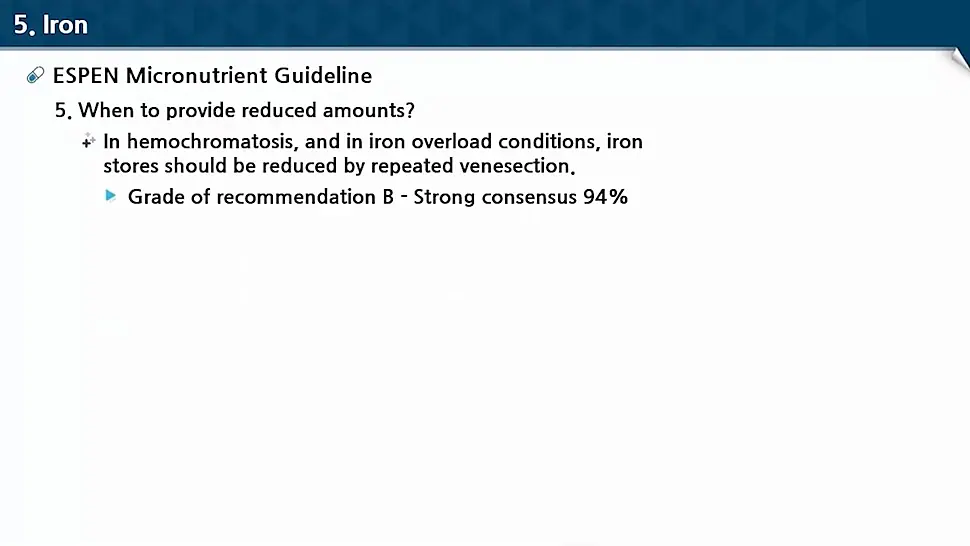 5. Iron
ESPEN Micronutrient Guideline
5. When to provide reduced amounts?
In hemochromatosis, and in iron overload conditions, iron
stores should be reduced by repeated venesection.
Grade of recommendation B - Strong consensus 94%